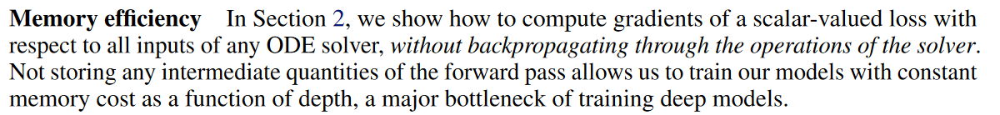 Memory efficiency   In Section 2, we show how to compute gradients of a scalar-valued loss with
respect to all inputs of any ODE solver, without backpropagating through the operations of the solver.
Not storing any intermediate quantities of the forward pass allows us to train our models with constant
memory cost as a function of depth, a major bottleneck of training deep models.